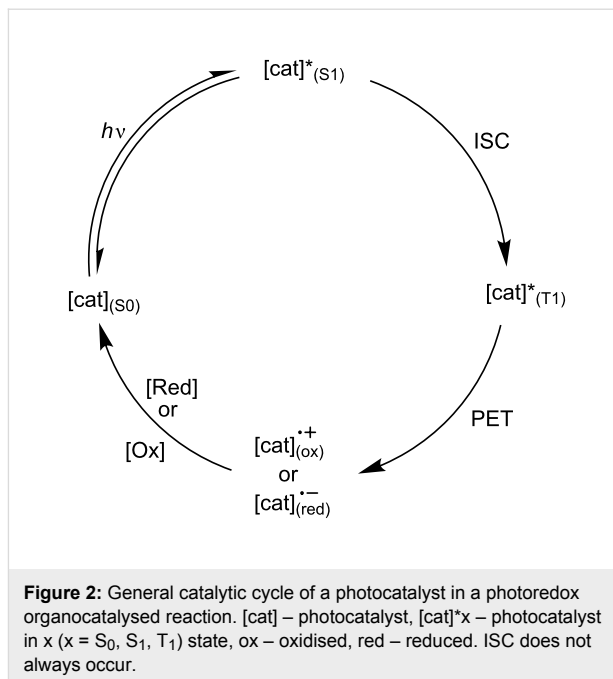 [cat]*(S1)
hν
ISC
[cat](S0)
[cat]*(T1)
[Red]
or
[Ox]
PET
[cat]•+(ox)
or
[cat]•−(red)
Figure 2: General catalytic cycle of a photocatalyst in a photoredox
organocatalysed reaction. [cat] – photocatalyst, [cat]*x – photocatalyst
in x (x = S0, S1, T1) state, ox – oxidised, red – reduced. ISC does not
always occur.